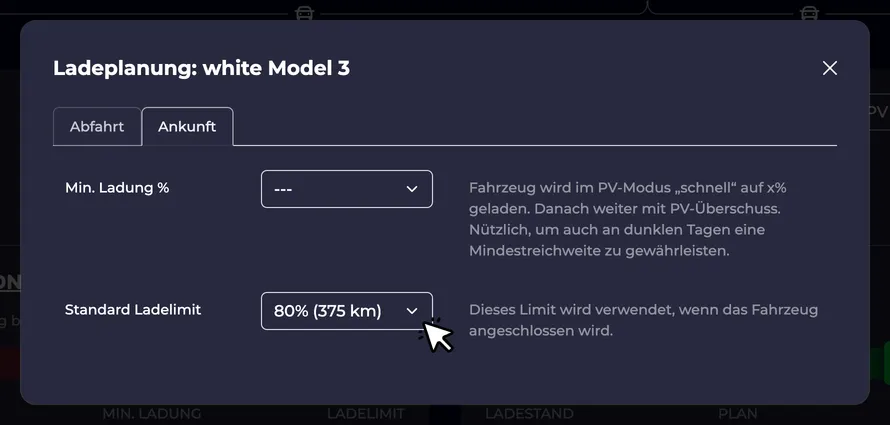 Ladeplanung: white Model 3
PV
Abfahrt
Ankunft
Min. Ladung %
---
Fahrzeug wird im PV-Modus „schnell“ auf x%
geladen. Danach weiter mit PV-Überschuss.
Nützlich, um auch an dunklen Tagen eine
Mindestreichweite zu gewährleisten.
Standard Ladelimit
80% (375 km)
Dieses Limit wird verwendet, wenn das Fahrzeug
angeschlossen wird.
MIN. LADUNG
LADELIMIT
LADESTAND
PLAN